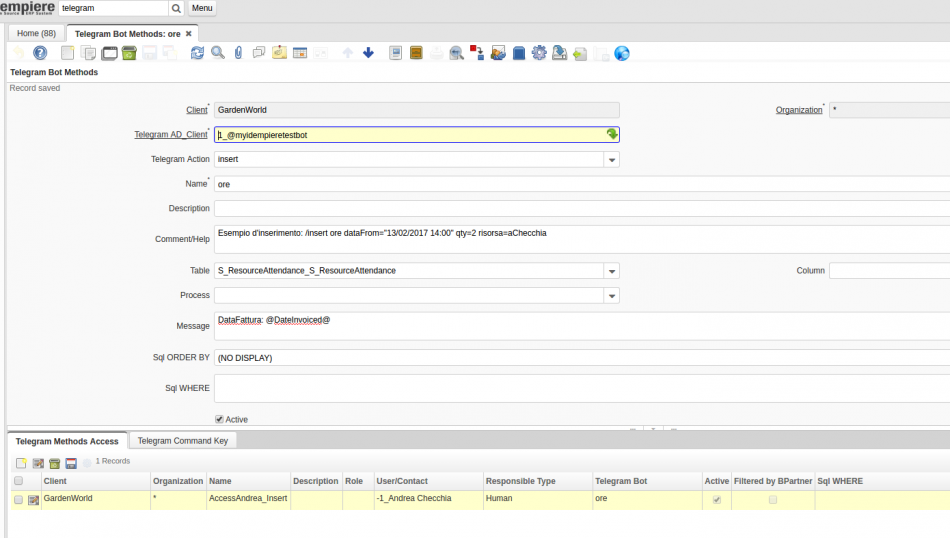 empiere
telegram
Menu
Source ERP System
Home (88)
Telegram Bot Methods: ore
Telegram Bot Methods
Record saved
Client* GardenWorld Organization* *
Telegram AD_Client* 1_@myidempieretestbot
Telegram Action insert
Name* ore
Description
Comment/Help Esempio d'inserimento: /insert ore dataFrom="13/02/2017 14:00" qty=2 risorsa=aChecchia
Table S_ResourceAttendance_S_ResourceAttendance Column
Process
Message DataFattura: @DateInvoiced@
Sql ORDER BY (NO DISPLAY)
Sql WHERE
Active
Telegram Methods Access Telegram Command Key
1 Records
Client Organization Name Description Role User/Contact Responsible Type Telegram Bot Active Filtered by BPartner Sql WHERE
GardenWorld * AccessAndrea_Insert -1_Andrea Checchia Human ore